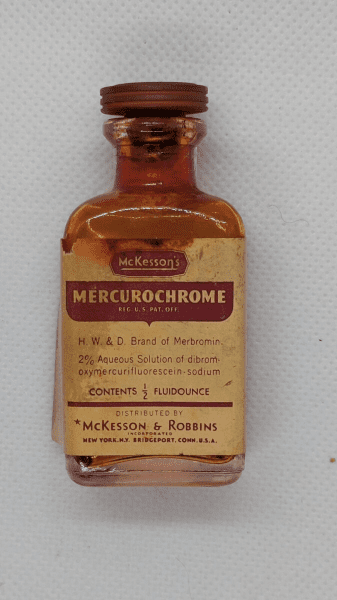 McKesson's
MERCUROCHROME
REG. U.S. PAT. OFF.
H. W. & D. Brand of Merbromin
2% Aqueous Solution of dibrom-
oxymercurifluorescein-sodium
CONTENTS ½ FLUIDOUNCE
DISTRIBUTED BY
*McKESSON & ROBBINS
INCORPORATED
NEW YORK, N.Y. BRIDGEPORT, CONN. U.S.A.